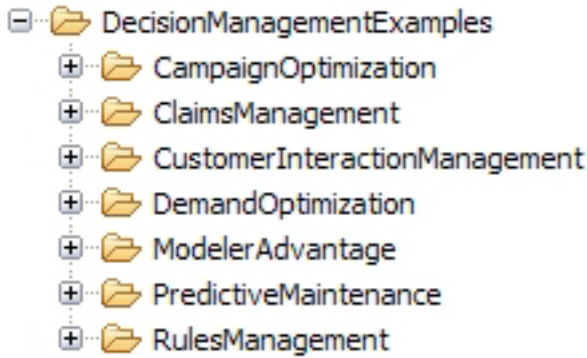 DecisionManagementExamples
CampaignOptimization
ClaimsManagement
CustomerInteractionManagement
DemandOptimization
ModelerAdvantage
PredictiveMaintenance
RulesManagement